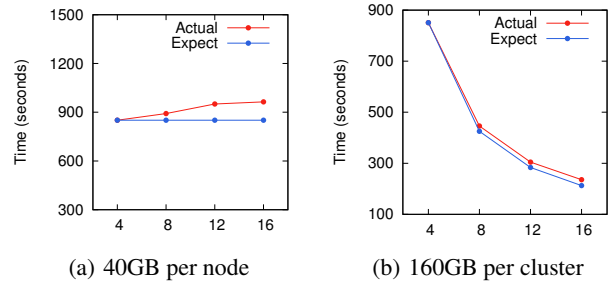 Time (seconds)
1500
1200
900
600
300
Actual
Expect
4 8 12 16
(a) 40GB per node
Time (seconds)
900
700
500
300
100
Actual
Expect
4 8 12 16
(b) 160GB per cluster